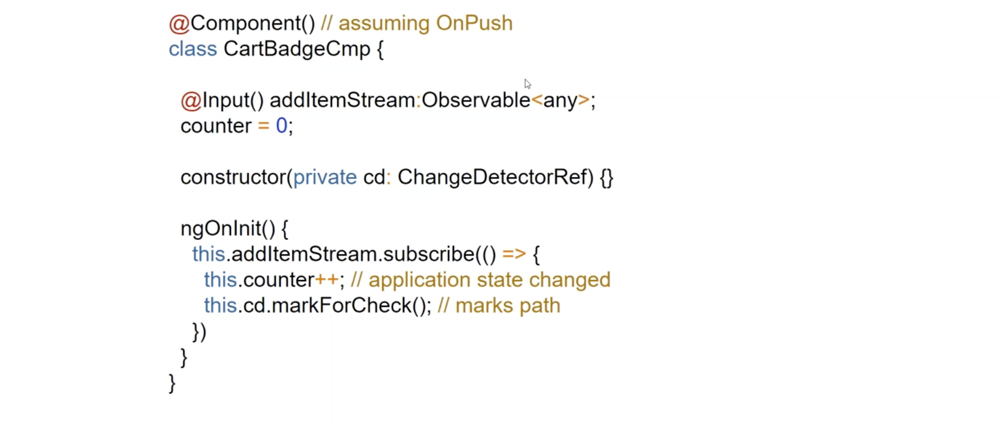 @Component() // assuming OnPush
class CartBadgeCmp {
@Input() addItemStream:Observable<any>;
counter = 0;
constructor(private cd: ChangeDetectorRef) {}
ngOnInit() {
this.addItemStream.subscribe(() => {
this.counter++; // application state changed
this.cd.markForCheck(); // marks path
})
}
}